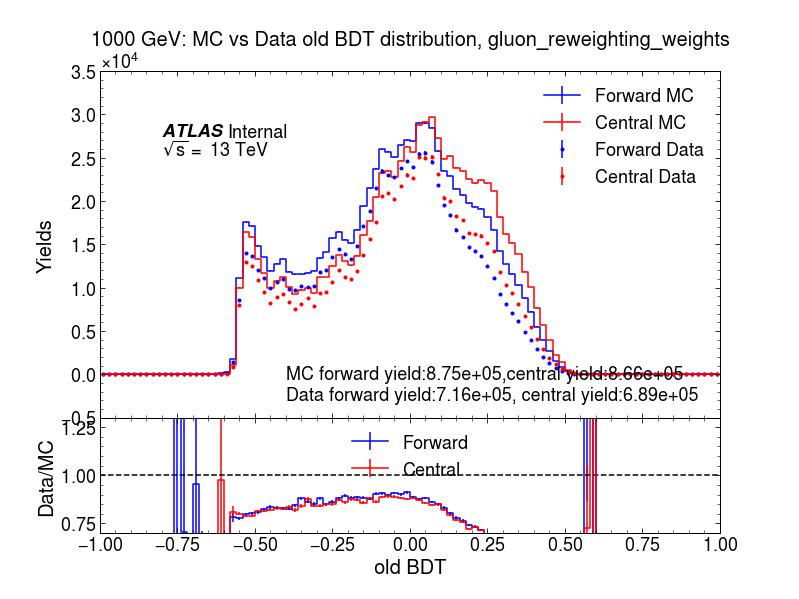 1000 GeV: MC vs Data old BDT distribution, gluon_reweighting_weights
×10⁴
3.5
3.0
2.5
2.0
1.5
1.0
0.5
0.0
0.5
Yields
ATLAS Internal
√s = 13 TeV
Forward MC
Central MC
Forward Data
Central Data
MC forward yield:8.75e+05,central yield:8.66e+05
Data forward yield:7.16e+05, central yield:6.89e+05
1.25
1.00
0.75
Data/MC
Forward
Central
−1.00 −0.75 −0.50 −0.25 0.00 0.25 0.50 0.75 1.00
old BDT